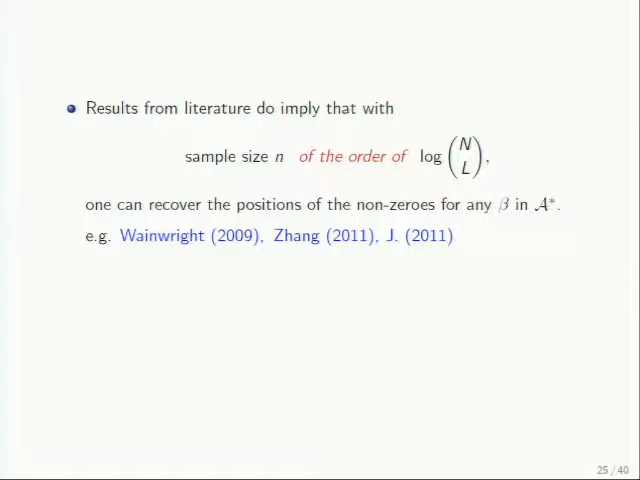 Results from literature do imply that with
sample size n of the order of log (N L),
one can recover the positions of the non-zeroes for any β in A*.
e.g. Wainwright (2009), Zhang (2011), J. (2011)
25 / 40